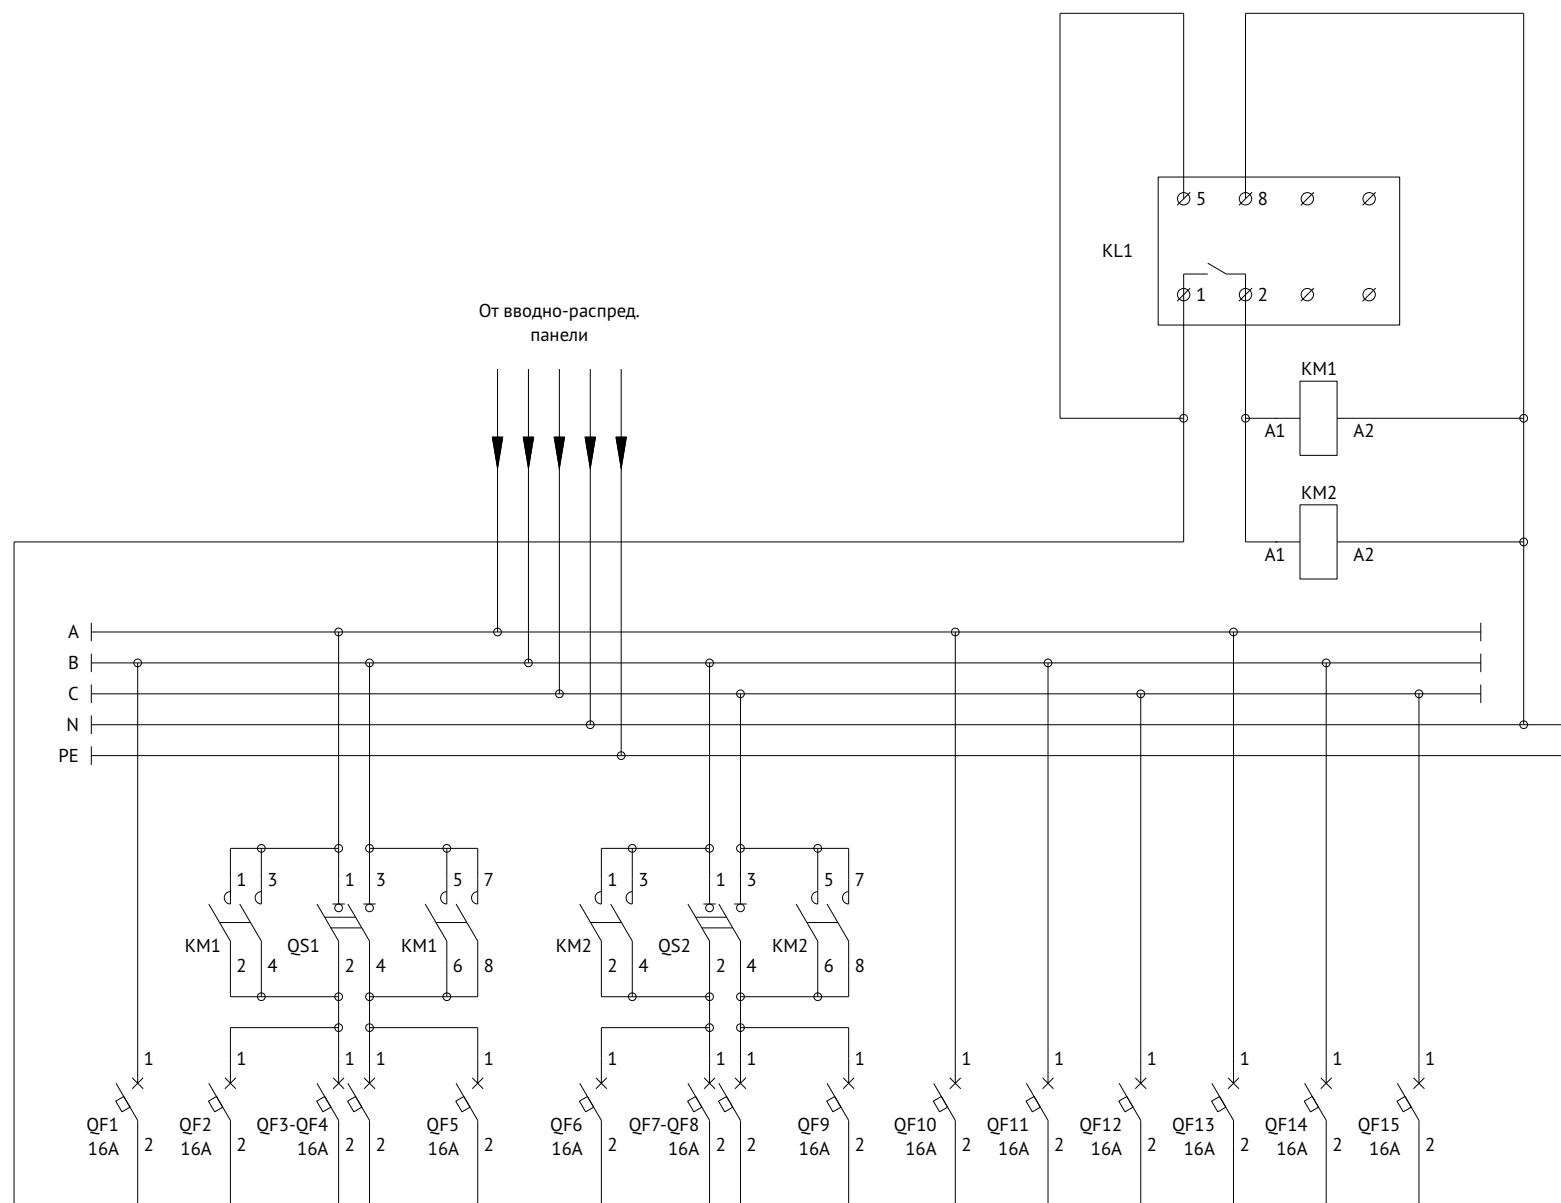 5 8
KL1
1 2
От вводно-распред.
панели
KM1
A1 A2
KM2
A1 A2
A
B
C
N
PE
1 3 1 3 5 7 1 3 1 3 5 7
KM1 QS1 KM1 KM2 QS2 KM2
2 4 2 4 6 8 2 4 2 4 6 8
1 1 1 1 1 1 1 1 1 1 1 1 1 1 1
QF1 QF2 QF3-QF4 QF5 QF6 QF7-QF8 QF9 QF10 QF11 QF12 QF13 QF14 QF15
16A 2 16A 2 16A 2 2 16A 2 16A 2 16A 2 2 16A 2 16A 2 16A 2 16A 2 16A 2 16A 2 16A 2